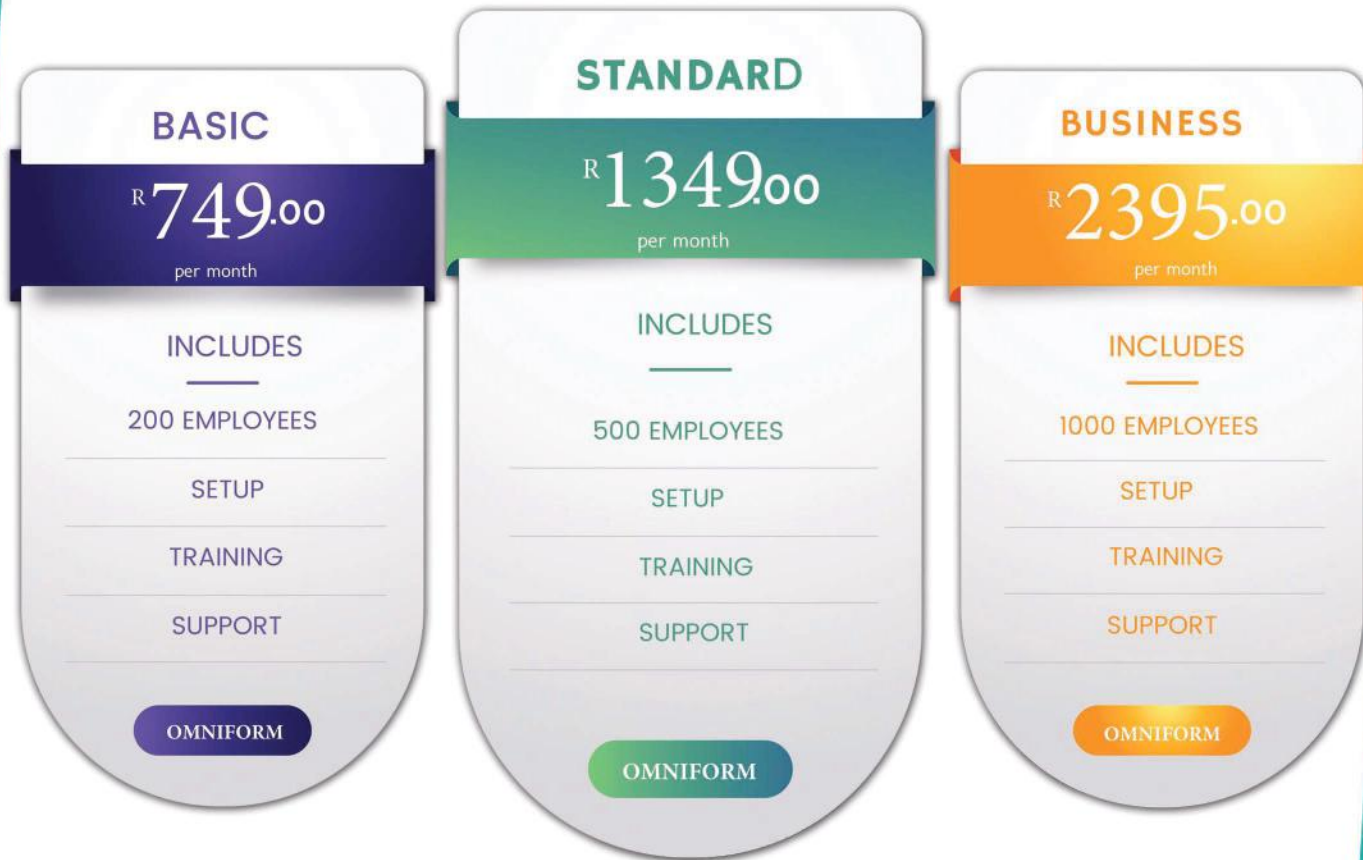 BASIC
R749.00
per month
INCLUDES
200 EMPLOYEES
SETUP
TRAINING
SUPPORT
OMNIFORM
STANDARD
R1349.00
per month
INCLUDES
500 EMPLOYEES
SETUP
TRAINING
SUPPORT
OMNIFORM
BUSINESS
R2395.00
per month
INCLUDES
1000 EMPLOYEES
SETUP
TRAINING
SUPPORT
OMNIFORM